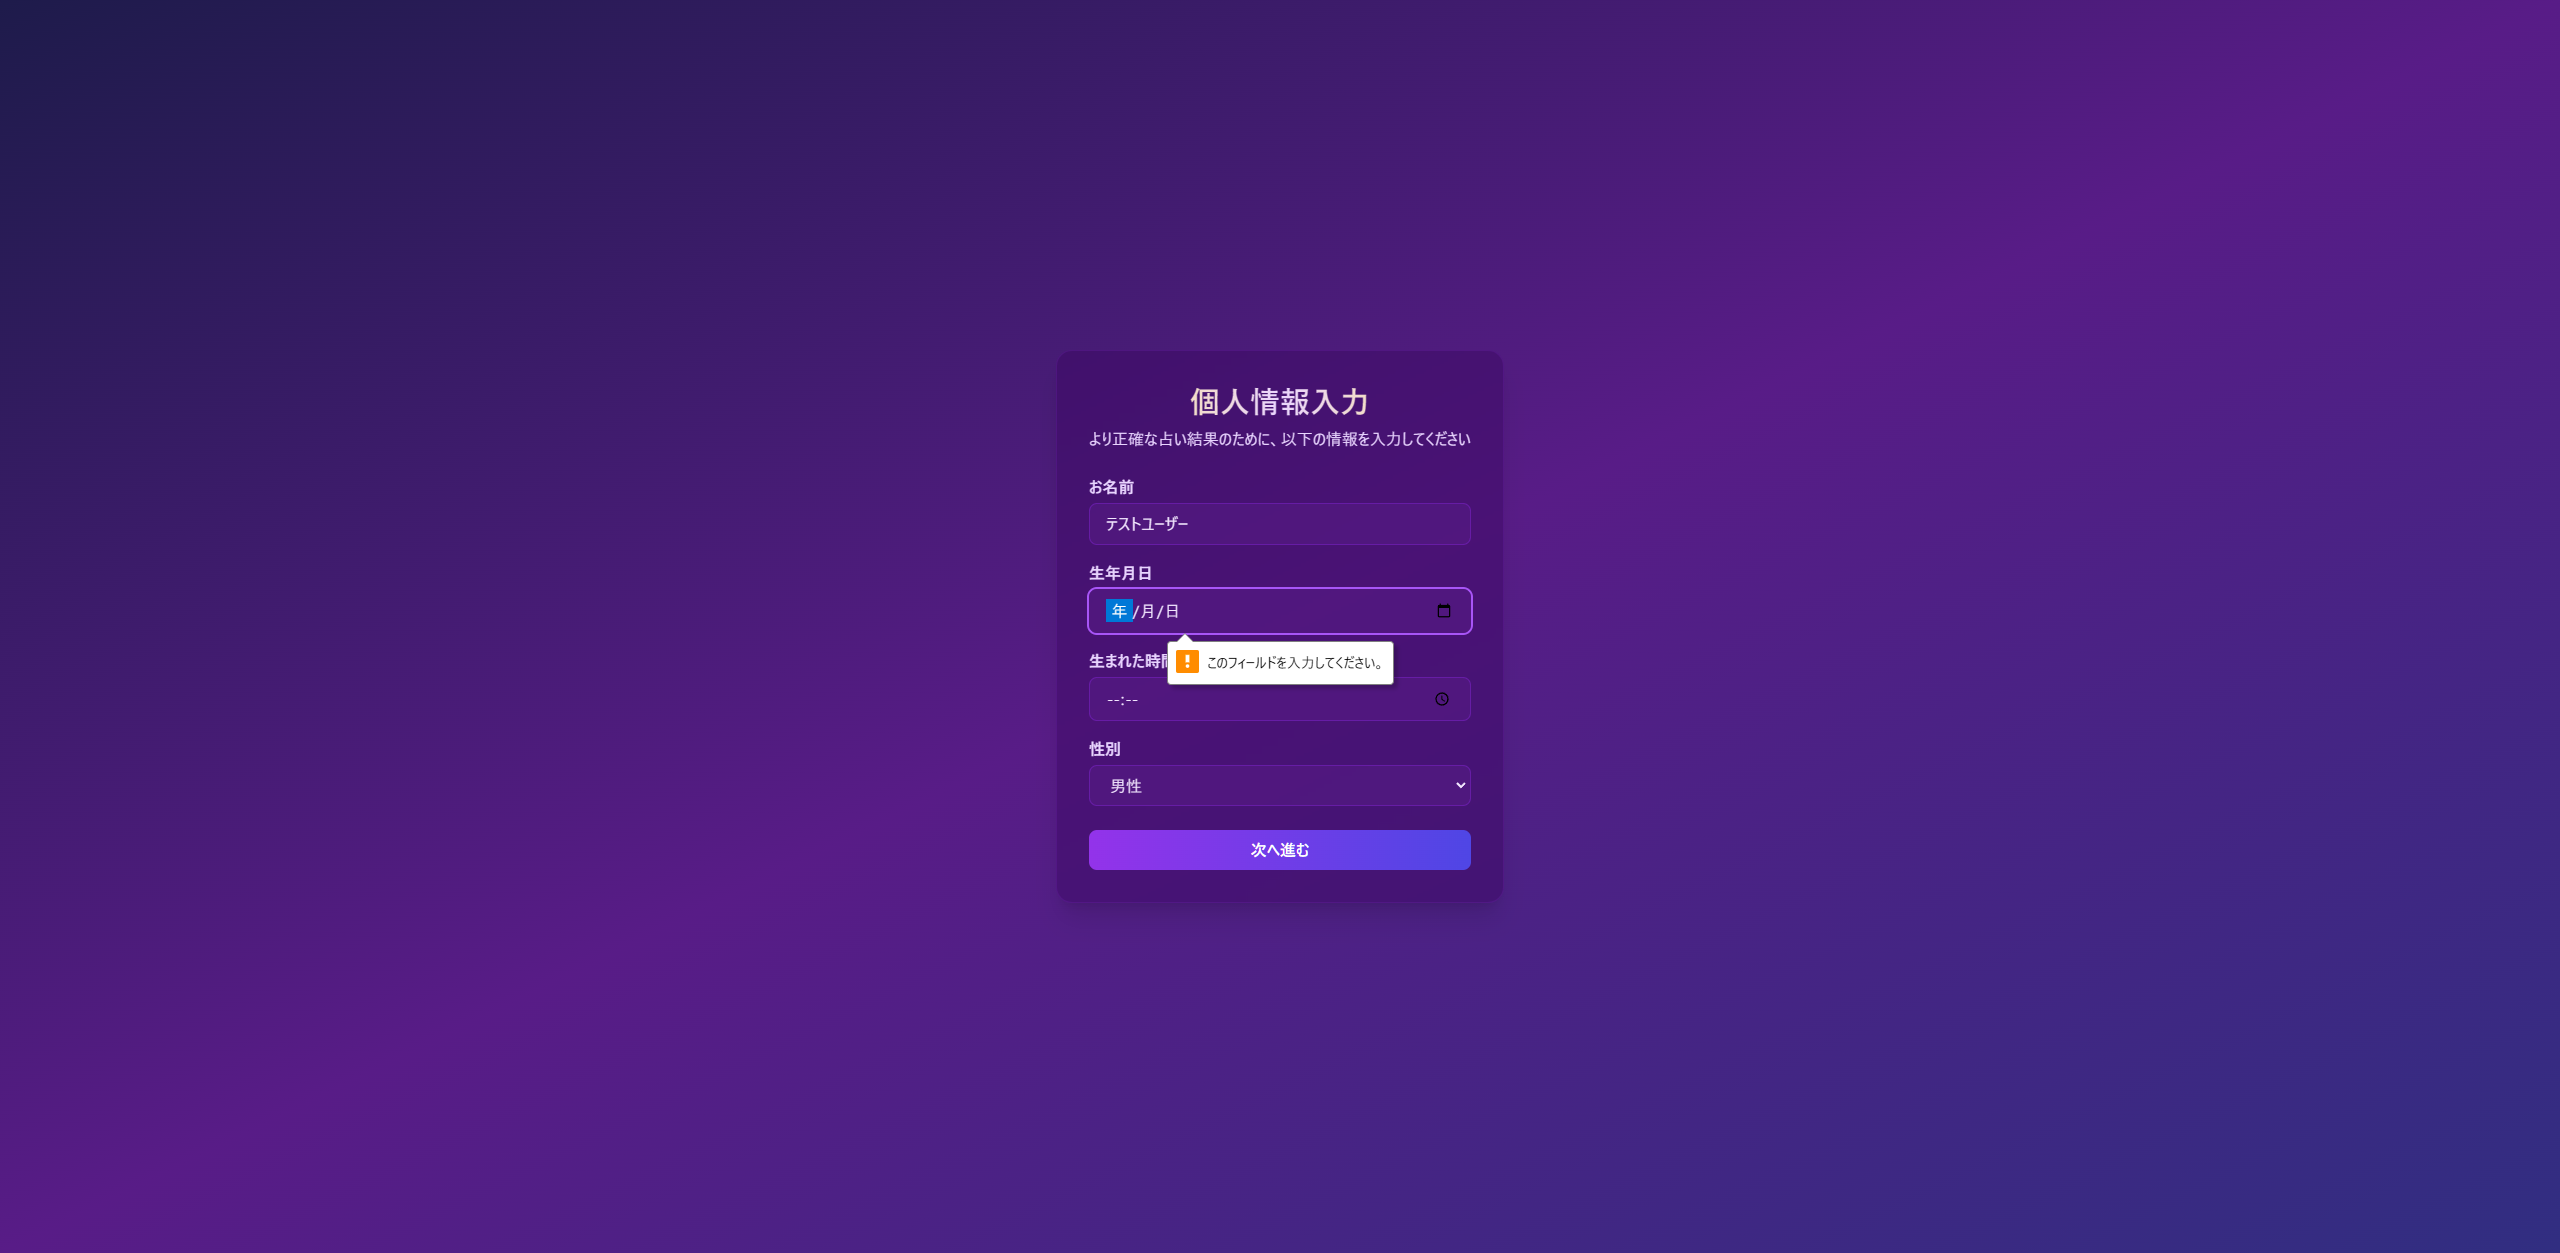 個人情報入力
より正確な占い結果のために、以下の情報を入力してください
お名前
テストユーザー
生年月日
年/月/日
このフィールドを入力してください。
生まれた時
--:--
性別
男性
次へ進む